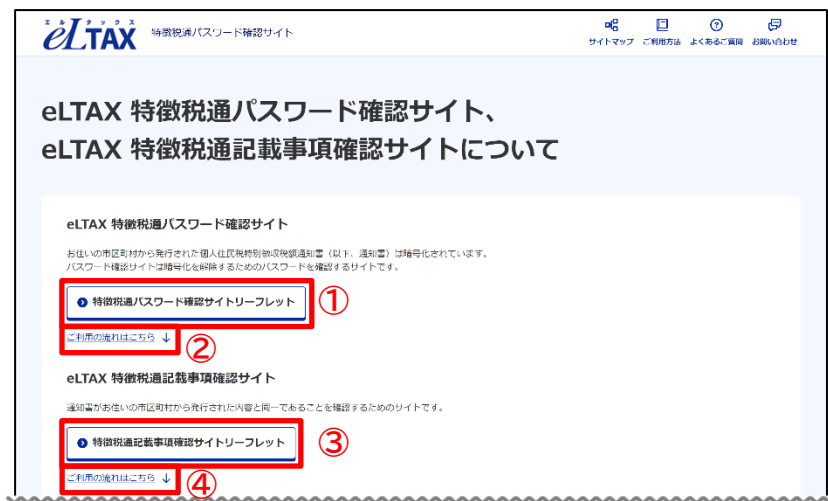 エルタックス
eLTAX 特徴税通パスワード確認サイト
サイトマップ ご利用方法 よくあるご質問 お問い合わせ
eLTAX 特徴税通パスワード確認サイト、
eLTAX 特徴税通記載事項確認サイトについて
eLTAX 特徴税通パスワード確認サイト
お住いの市区町村から発行された個人住民税特別徴収税額通知書（以下、通知書）は暗号化されています。
パスワード確認サイトは暗号化を解除するためのパスワードを確認するサイトです。
特徴税通パスワード確認サイトリーフレット ①
ご利用の流れはこちら ↓ ②
eLTAX 特徴税通記載事項確認サイト
通知書がお住いの市区町村から発行された内容と同一であることを確認するためのサイトです。
特徴税通記載事項確認サイトリーフレット ③
ご利用の流れはこちら ↓ ④